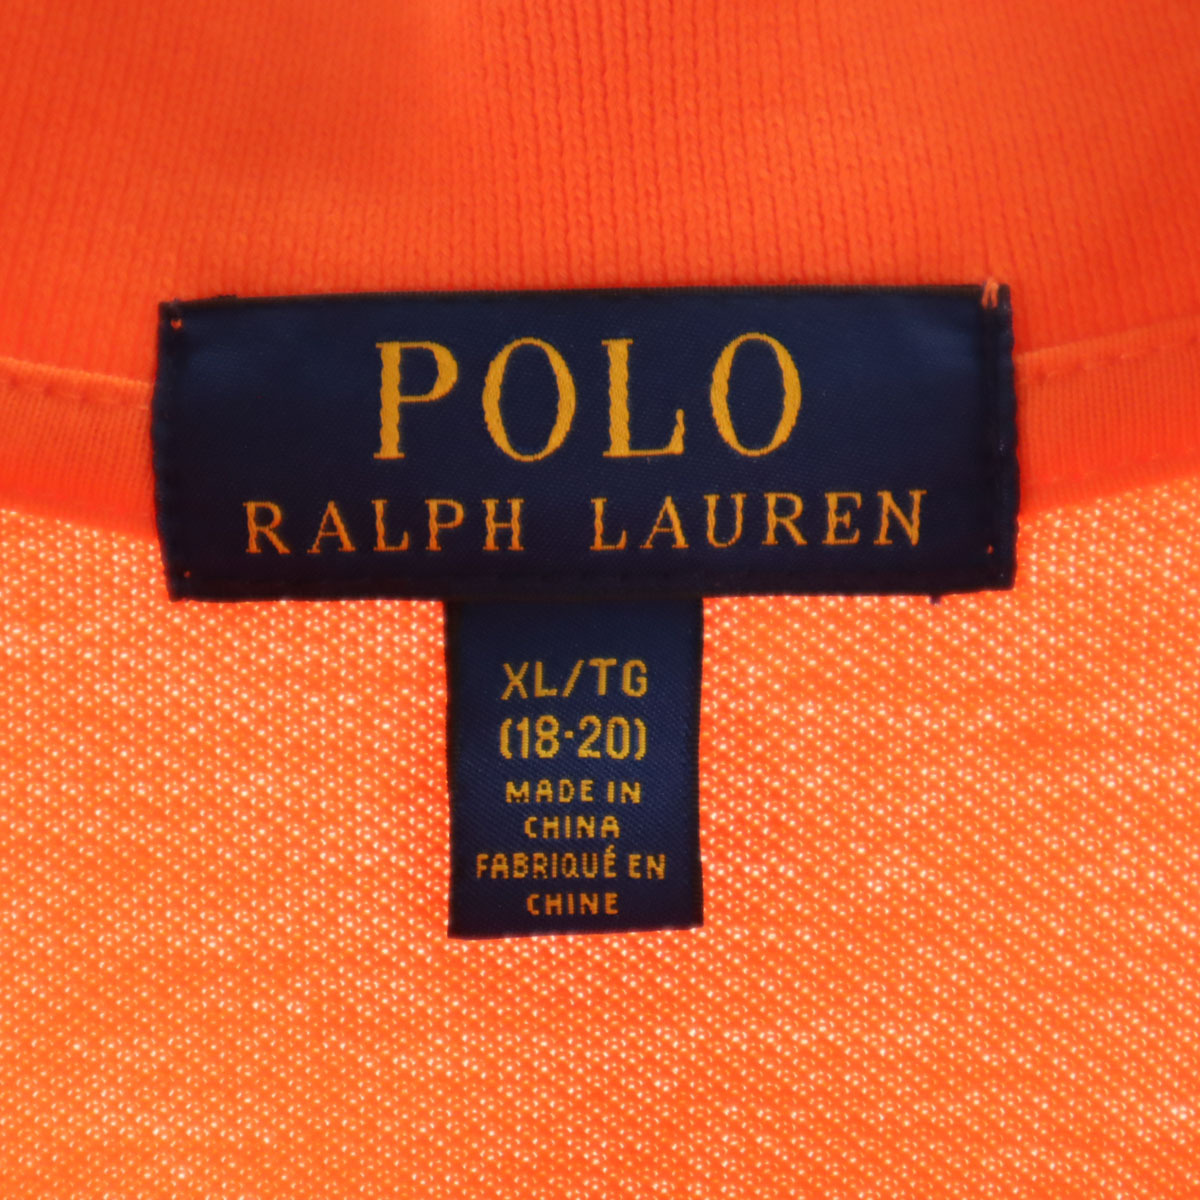 POLO
RALPH LAUREN
XL/TG
(18-20)
MADE IN
CHINA
FABRIQUÉ EN
CHINE